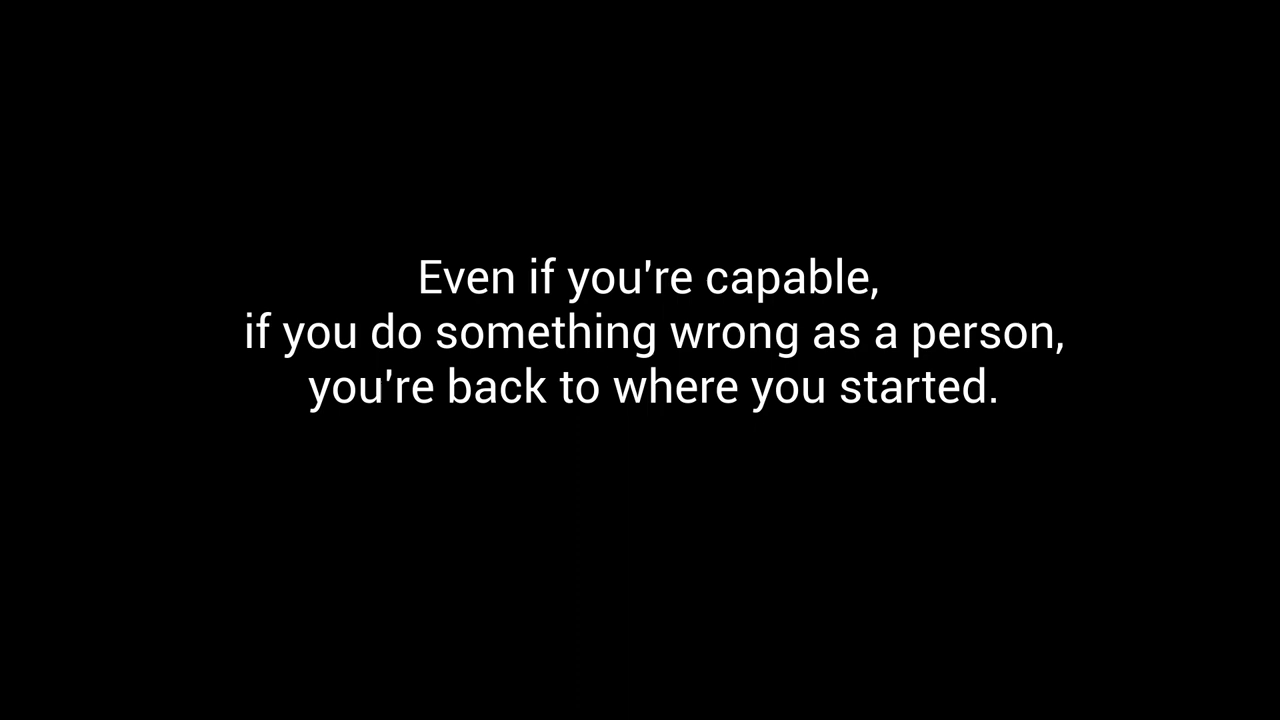 Even if you're capable,
if you do something wrong as a person,
you're back to where you started.